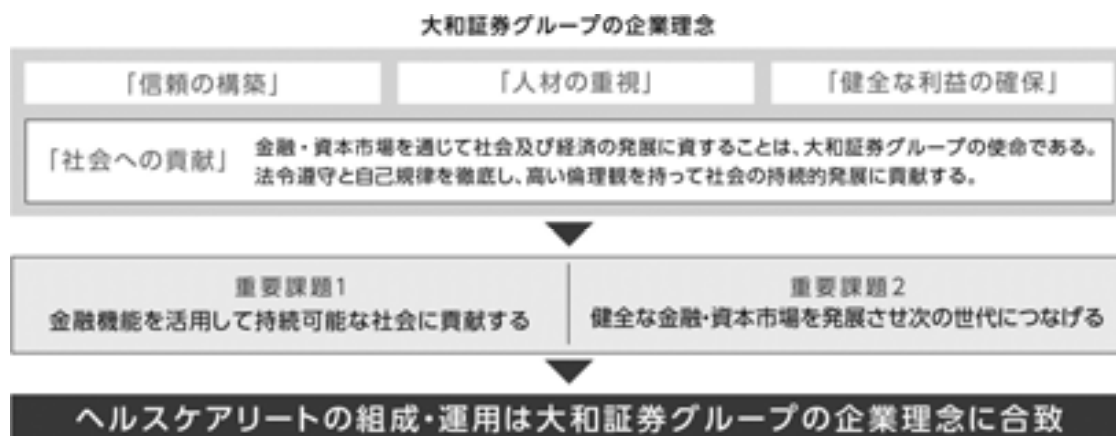 大和証券グループの企業理念
「信頼の構築」
「人材の重視」
「健全な利益の確保」
「社会への貢献」
金融・資本市場を通じて社会及び経済の発展に資することは、大和証券グループの使命である。
法令遵守と自己規律を徹底し、高い倫理観を持って社会の持続的発展に貢献する。
重要課題1
金融機能を活用して持続可能な社会に貢献する
重要課題2
健全な金融・資本市場を発展させ次の世代につなげる
ヘルスケアリートの組成・運用は大和証券グループの企業理念に合致